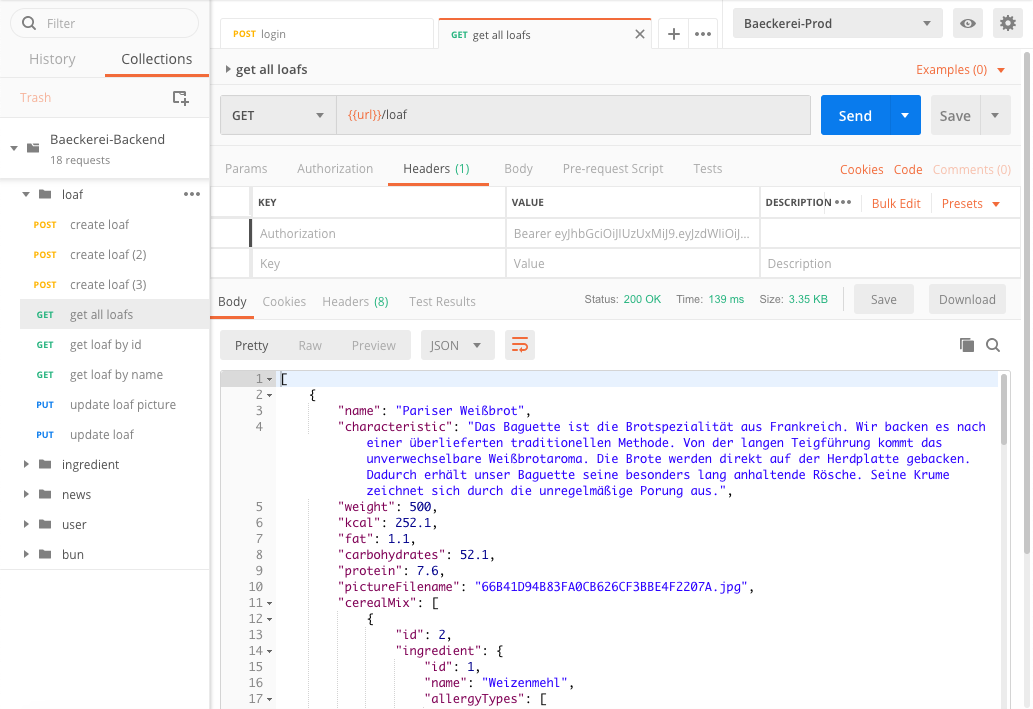 Filter
History
Collections
Trash
Baeckerei-Backend
18 requests
loaf
POST create loaf
POST create loaf (2)
POST create loaf (3)
GET get all loafs
GET get loaf by id
GET get loaf by name
PUT update loaf picture
PUT update loaf
ingredient
news
user
bun
POST login
GET get all loafs
Baeckerei-Prod
get all loafs
Examples (0)
GET
{{url}}/loaf
Send
Save
Params
Authorization
Headers (1)
Body
Pre-request Script
Tests
Cookies
Code
Comments (0)
KEY
VALUE
DESCRIPTION
Bulk Edit
Presets
Authorization
Bearer eyJhbGciOiJIUzUxMiJ9.eyJzdWIiOiJ...
Key
Value
Description
Body
Cookies
Headers (8)
Test Results
Status: 200 OK
Time: 139 ms
Size: 3.35 KB
Save
Download
Pretty
Raw
Preview
JSON
1 [
2 {
3 "name": "Pariser Weißbrot",
4 "characteristic": "Das Baguette ist die Brotspezialität aus Frankreich. Wir backen es nach
einer überlieferten traditionellen Methode. Von der langen Teigführung kommt das
unverwechselbare Weißbrotaroma. Die Brote werden direkt auf der Herdplatte gebacken.
Dadurch erhält unser Baguette seine besonders lang anhaltende Rösche. Seine Krume
zeichnet sich durch die unregelmäßige Porung aus.",
5 "weight": 500,
6 "kcal": 252.1,
7 "fat": 1.1,
8 "carbohydrates": 52.1,
9 "protein": 7.6,
10 "pictureFilename": "66B41D94B83FA0CB626CF3BBE4F2207A.jpg",
11 "cerealMix": [
12 {
13 "id": 2,
14 "ingredient": {
15 "id": 1,
16 "name": "Weizenmehl",
17 "allergyTypes": [